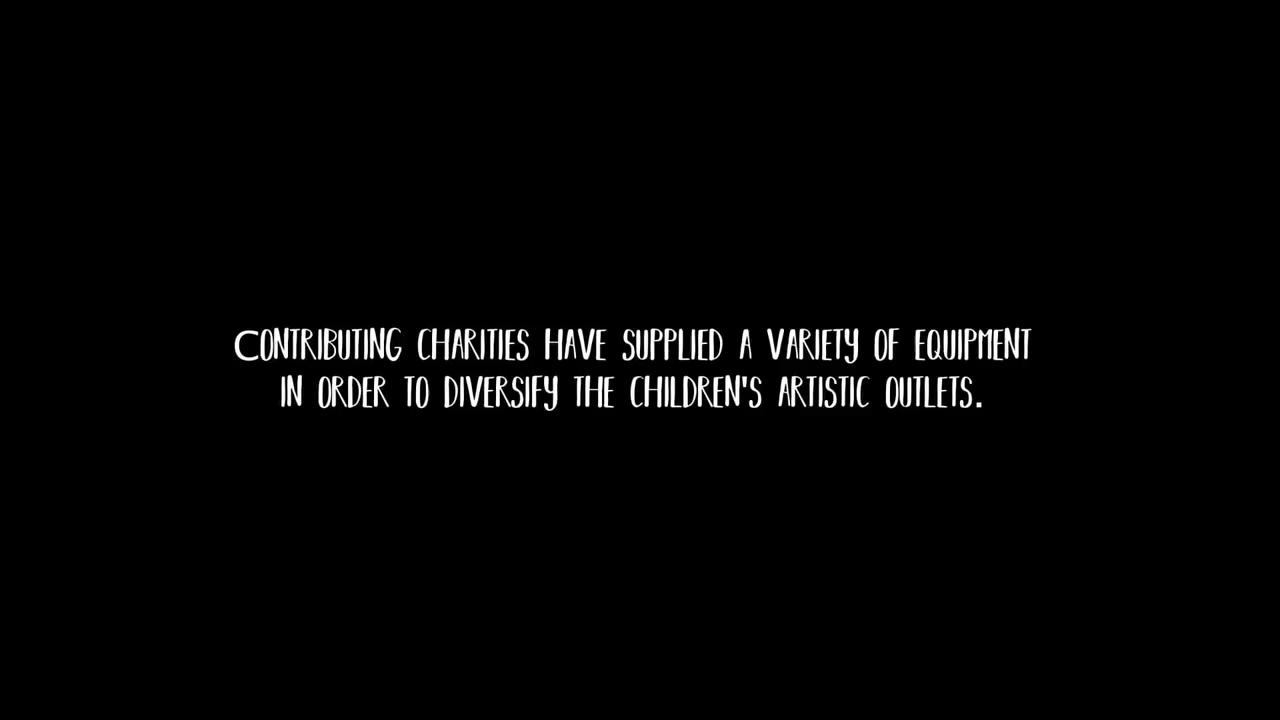 Contributing charities have supplied a variety of equipment
in order to diversify the children's artistic outlets.